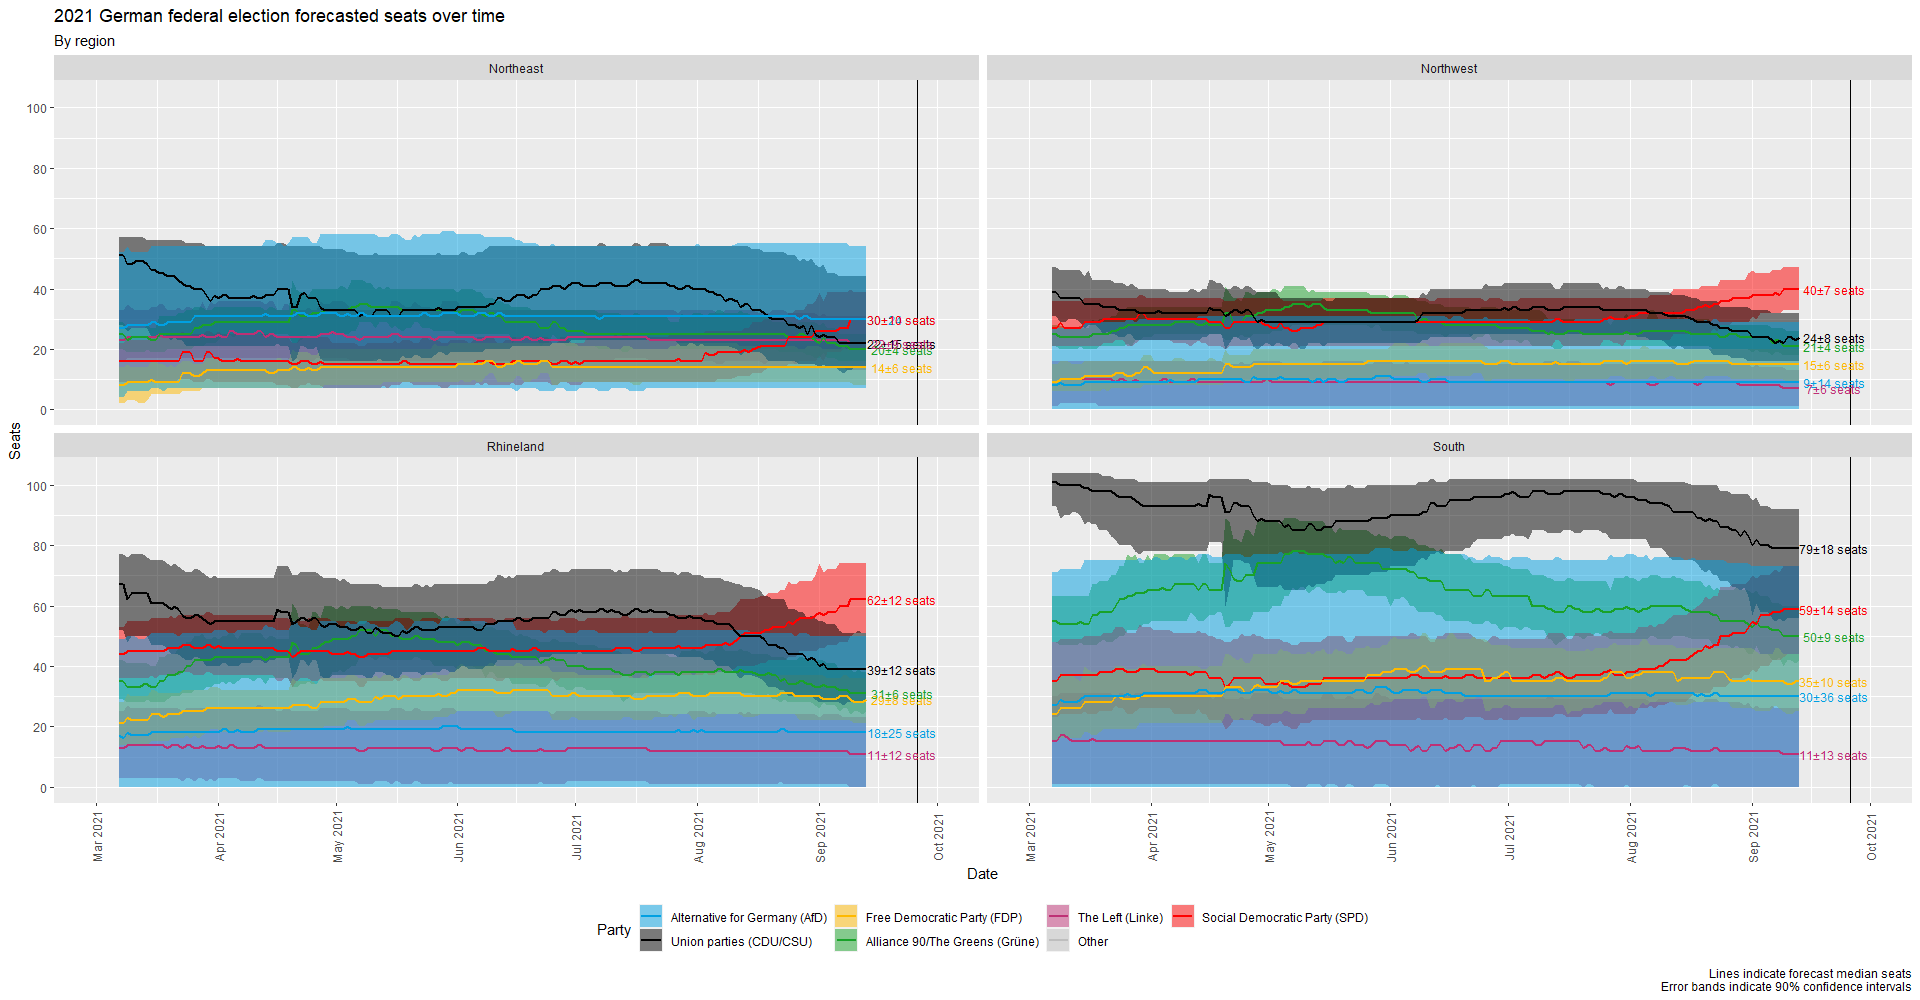 2021 German federal election forecasted seats over time
By region
Northeast
Northwest
100
80
60
40
20
0
30±14 seats
20±4 seats
14±6 seats
40±7 seats
24±8 seats
21±4 seats
15±6 seats
9±14 seats
7±6 seats
Seats
Rhineland
South
100
80
60
40
20
0
62±12 seats
39±12 seats
31±6 seats
29±8 seats
18±25 seats
11±12 seats
79±18 seats
59±14 seats
50±9 seats
35±10 seats
30±36 seats
11±13 seats
Mar 2021
Apr 2021
May 2021
Jun 2021
Jul 2021
Aug 2021
Sep 2021
Oct 2021
Mar 2021
Apr 2021
May 2021
Jun 2021
Jul 2021
Aug 2021
Sep 2021
Oct 2021
Date
Party
Alternative for Germany (AfD)
Free Democratic Party (FDP)
The Left (Linke)
Social Democratic Party (SPD)
Union parties (CDU/CSU)
Alliance 90/The Greens (Grüne)
Other
Lines indicate forecast median seats
Error bands indicate 90% confidence intervals